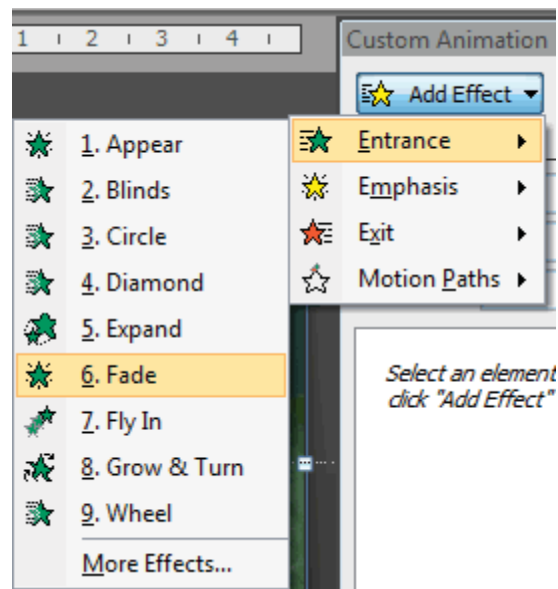 1 2 3 4
Custom Animation
Add Effect
Entrance
Emphasis
Exit
Motion Paths
1. Appear
2. Blinds
3. Circle
4. Diamond
5. Expand
6. Fade
7. Fly In
8. Grow & Turn
9. Wheel
More Effects...
Select an element
click "Add Effect"